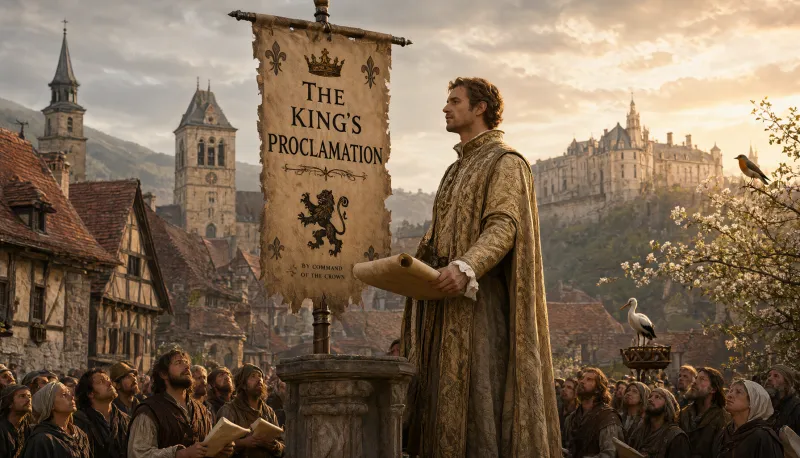 THE
KING'S
PROCLAMATION
BY COMMAND
OF THE CROWN